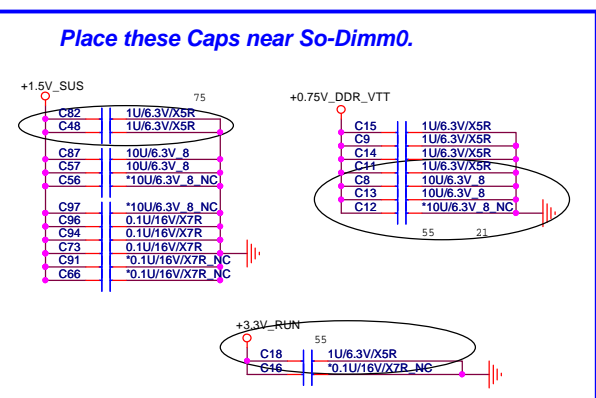 Place these Caps near So-Dimm0.
+1.5V_SUS
75
C82 1U/6.3V/X5R
C48 1U/6.3V/X5R
C87 10U/6.3V_8
C57 10U/6.3V_8
C56 *10U/6.3V_8_NC
C97 *10U/6.3V_8_NC
C96 0.1U/16V/X7R
C94 0.1U/16V/X7R
C73 0.1U/16V/X7R
C91 *0.1U/16V/X7R_NC
C66 *0.1U/16V/X7R_NC
+0.75V_DDR_VTT
C15 1U/6.3V/X5R
C9 1U/6.3V/X5R
C14 1U/6.3V/X5R
C11 1U/6.3V/X5R
C8 10U/6.3V_8
C13 10U/6.3V_8
C12 *10U/6.3V_8_NC
55 21
+3.3V_RUN
55
C18 1U/6.3V/X5R
C16 *0.1U/16V/X7R_NC